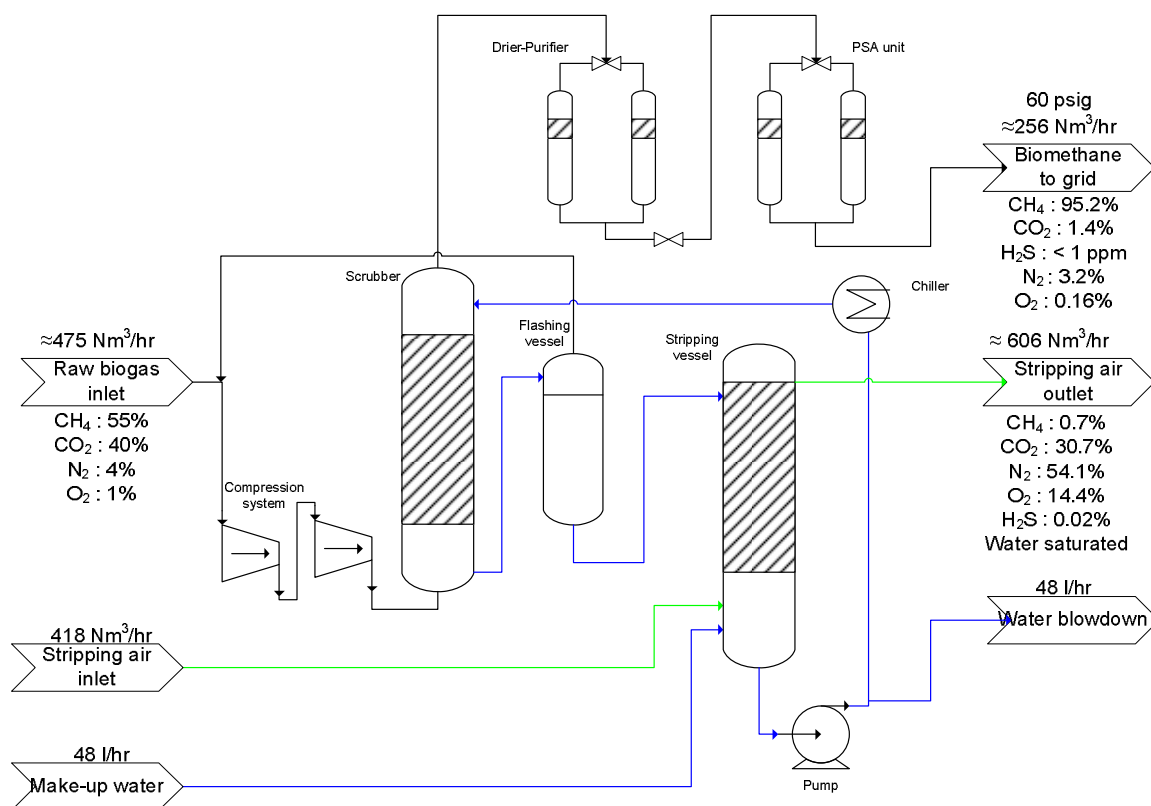 Drier-Purifier
PSA unit
60 psig
≈256 Nm³/hr
Biomethane
to grid
CH₄ : 95.2%
CO₂ : 1.4%
H₂S : < 1 ppm
N₂ : 3.2%
O₂ : 0.16%
Scrubber
Chiller
Flashing
vessel
Stripping
vessel
≈475 Nm³/hr
Raw biogas
inlet
CH₄ : 55%
CO₂ : 40%
N₂ : 4%
O₂ : 1%
≈ 606 Nm³/hr
Stripping air
outlet
CH₄ : 0.7%
CO₂ : 30.7%
N₂ : 54.1%
O₂ : 14.4%
H₂S : 0.02%
Water saturated
Compression
system
48 l/hr
Water blowdown
418 Nm³/hr
Stripping air
inlet
48 l/hr
Make-up water
Pump